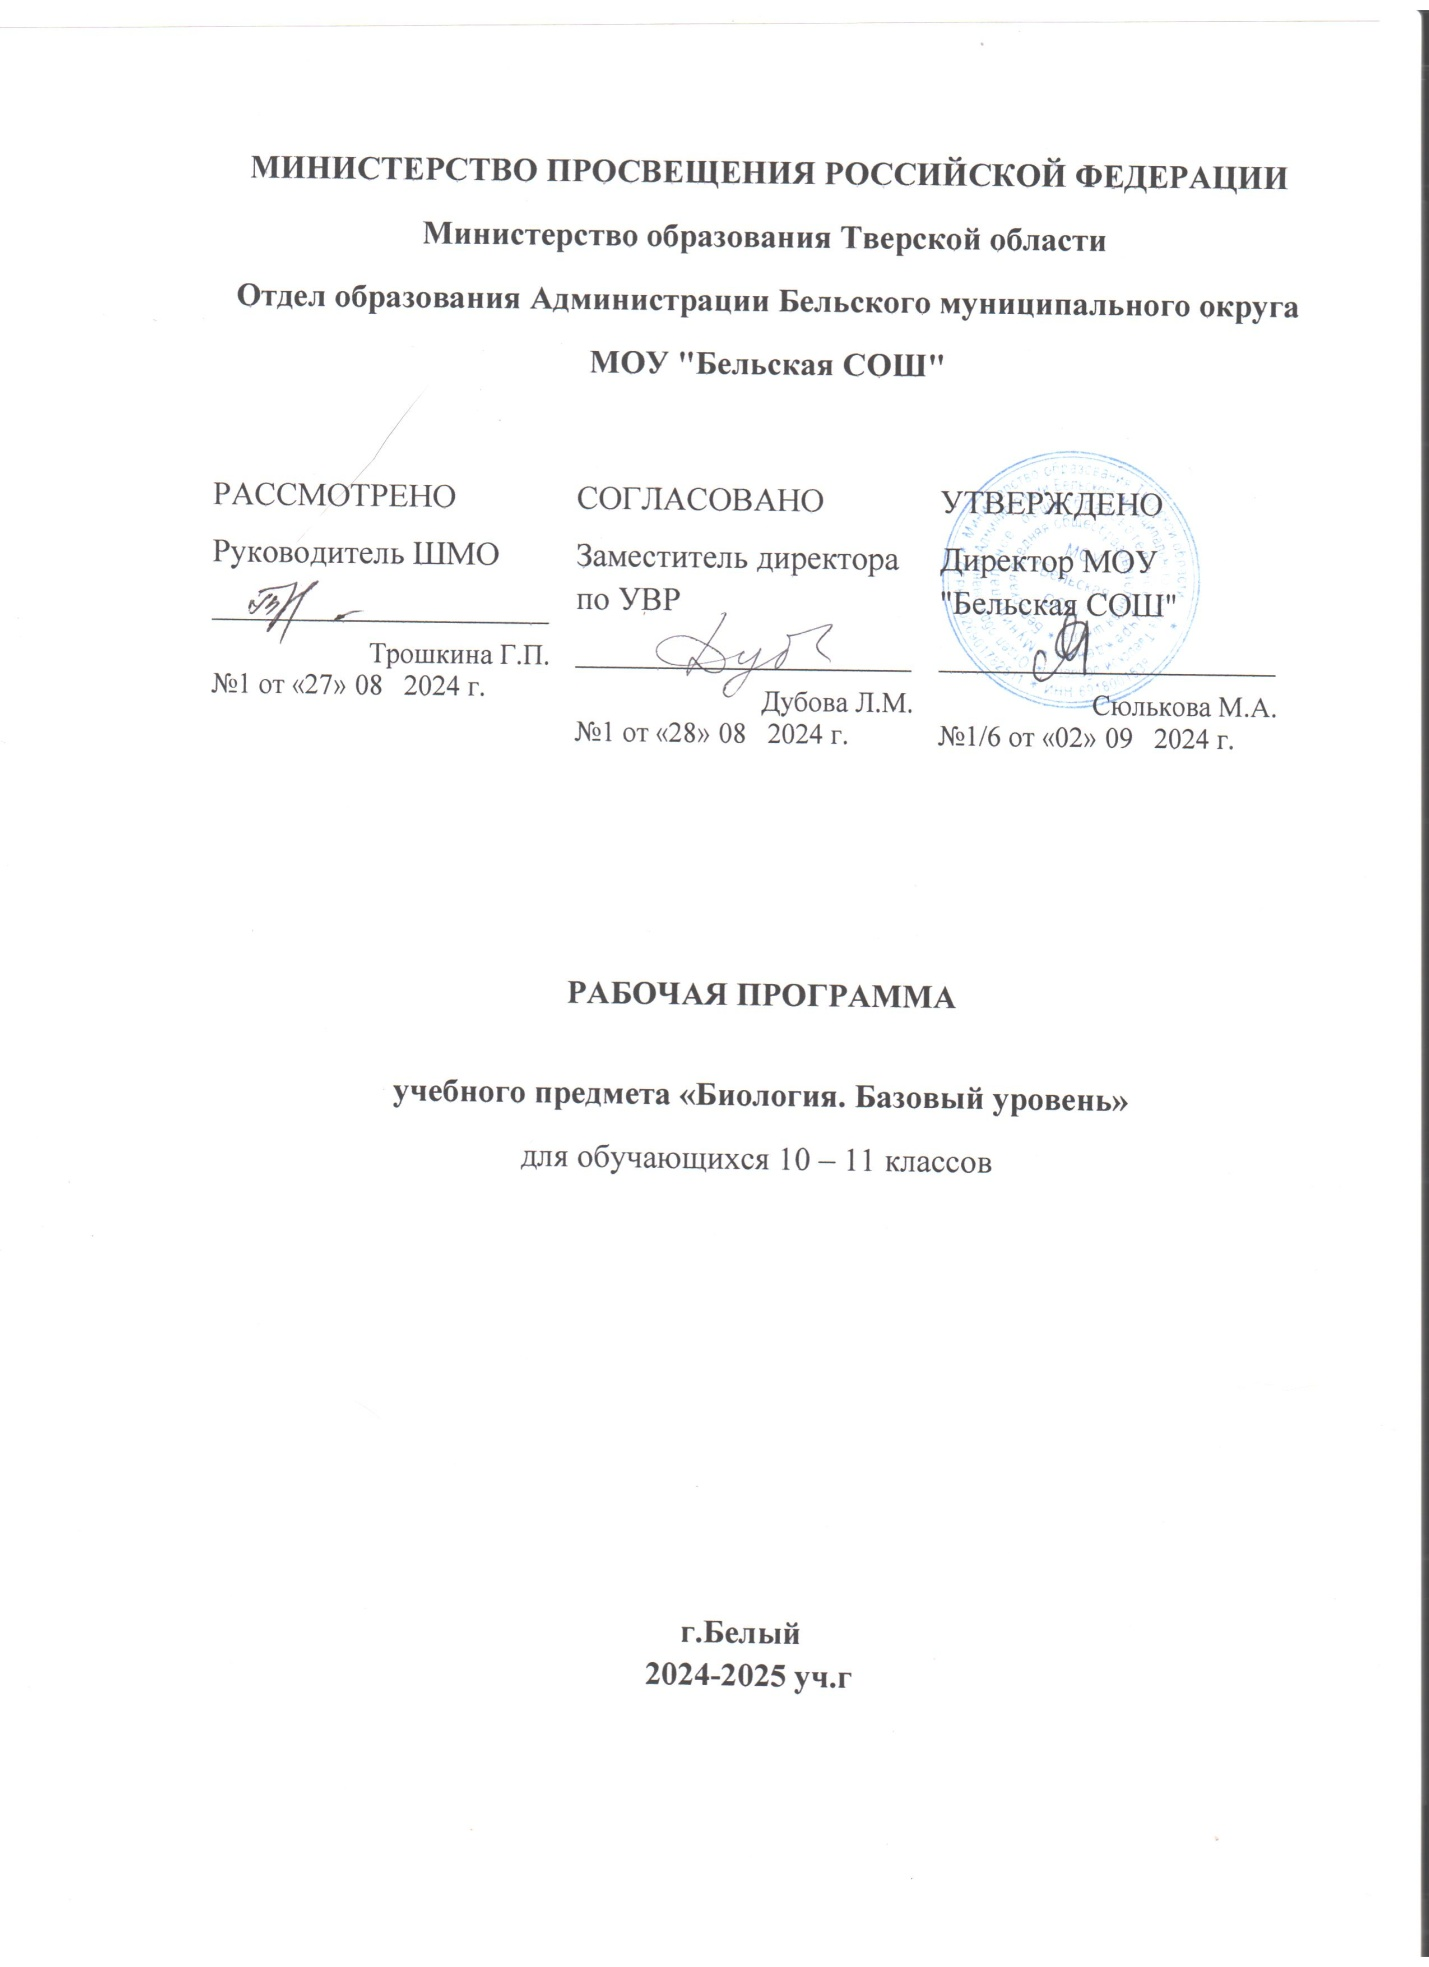 МИНИСТЕРСТВО ПРОСВЕЩЕНИЯ РОССИЙСКОЙ ФЕДЕРАЦИИ
Министерство образования Тверской области
Отдел образования Администрации Бельского муниципального округа
МОУ "Бельская СОШ"
РАССМОТРЕНО
Руководитель ШМО
Трошкина Г.П.
№1 от «27» 08 2024 г.
СОГЛАСОВАНО
Заместитель директора
по УВР
Дуб
Дубова Л.М.
№1 от «28» 08 2024 г.
УТВЕРЖДЕНО
Директор МОУ
"Бельская СОШ"
Сюлькова М.А.
№1/6 от «02» 09 2024 г.
РАБОЧАЯ ПРОГРАММА
учебного предмета «Биология. Базовый уровень»
для обучающихся 10 – 11 классов
г.Белый
2024-2025 уч.г